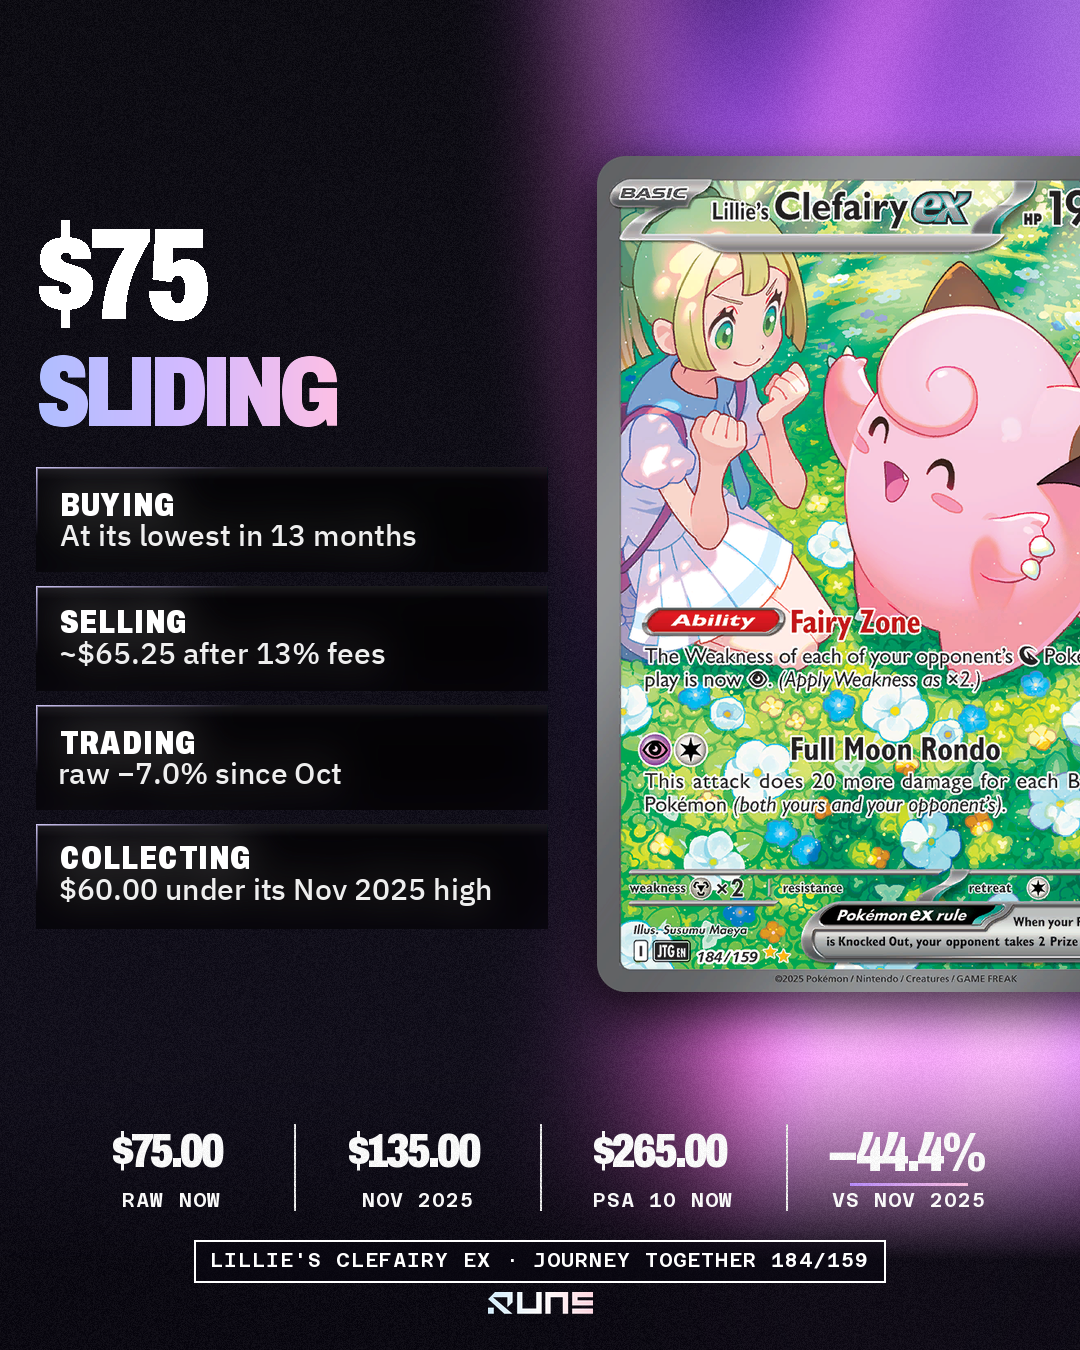 $75
SLIDING
BUYING
At its lowest in 13 months
SELLING
~$65.25 after 13% fees
TRADING
raw −7.0% since Oct
COLLECTING
$60.00 under its Nov 2025 high
BASIC
Lillie's Clefairy ex HP 19
Ability Fairy Zone
The Weakness of each of your opponent's Poké
play is now . (Apply Weakness as ×2.)
Full Moon Rondo
This attack does 20 more damage for each B
Pokémon (both yours and your opponent's).
weakness ×2 resistance retreat
Pokémon ex rule When your P
is Knocked Out, your opponent takes 2 Prize
Illus. Susumu Maeya
I JTG EN 184/159
©2025 Pokémon / Nintendo / Creatures / GAME FREAK
$75.00
RAW NOW
$135.00
NOV 2025
$265.00
PSA 10 NOW
−44.4%
VS NOV 2025
LILLIE'S CLEFAIRY EX · JOURNEY TOGETHER 184/159
RUNE